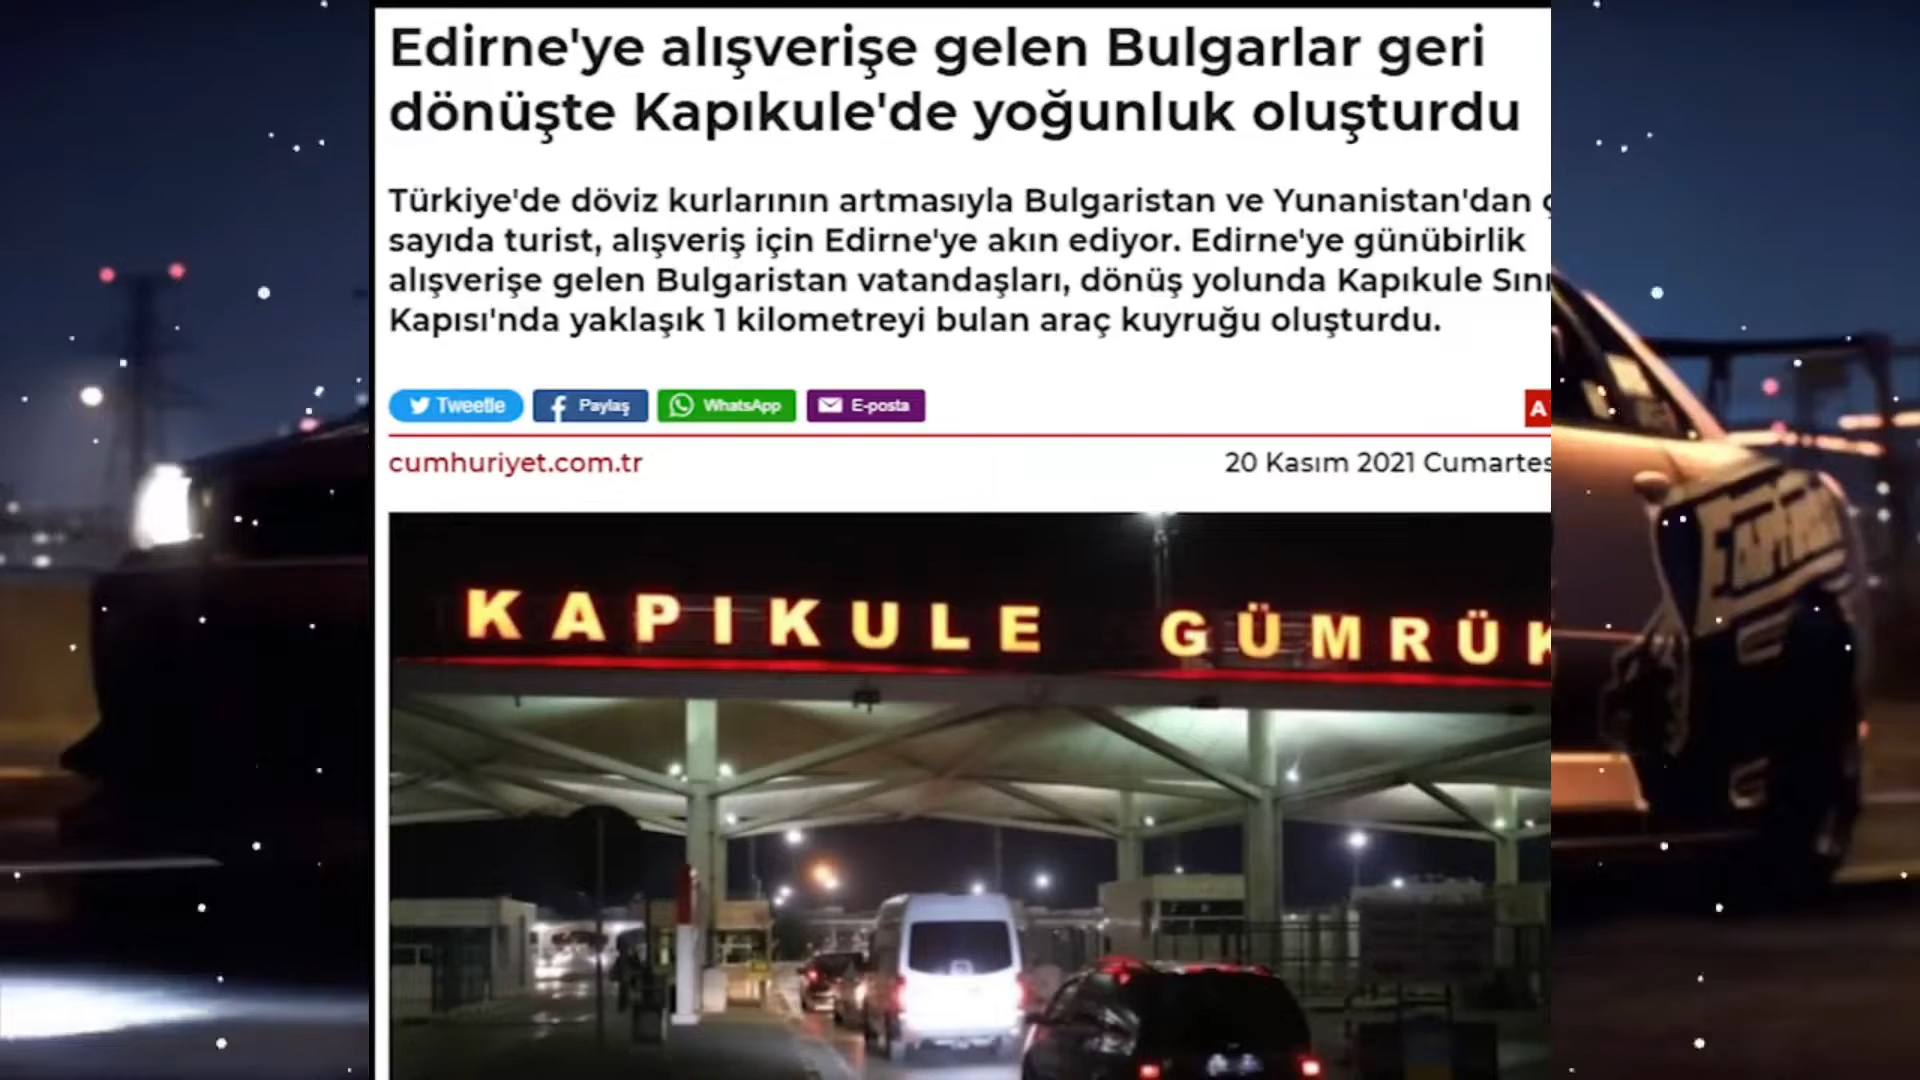 Edirne'ye alışverişe gelen Bulgarlar geri
dönüşte Kapıkule'de yoğunluk oluşturdu
Türkiye'de döviz kurlarının artmasıyla Bulgaristan ve Yunanistan'dan
sayıda turist, alışveriş için Edirne'ye akın ediyor. Edirne'ye günübirlik
alışverişe gelen Bulgaristan vatandaşları, dönüş yolunda Kapıkule
Kapısı'nda yaklaşık 1 kilometreyi bulan araç kuyruğu oluşturdu.
Tweetle Paylaş WhatsApp E-posta A
cumhuriyet.com.tr 20 Kasım 2021 Cumartes
KAPIKULE GÜMRÜK